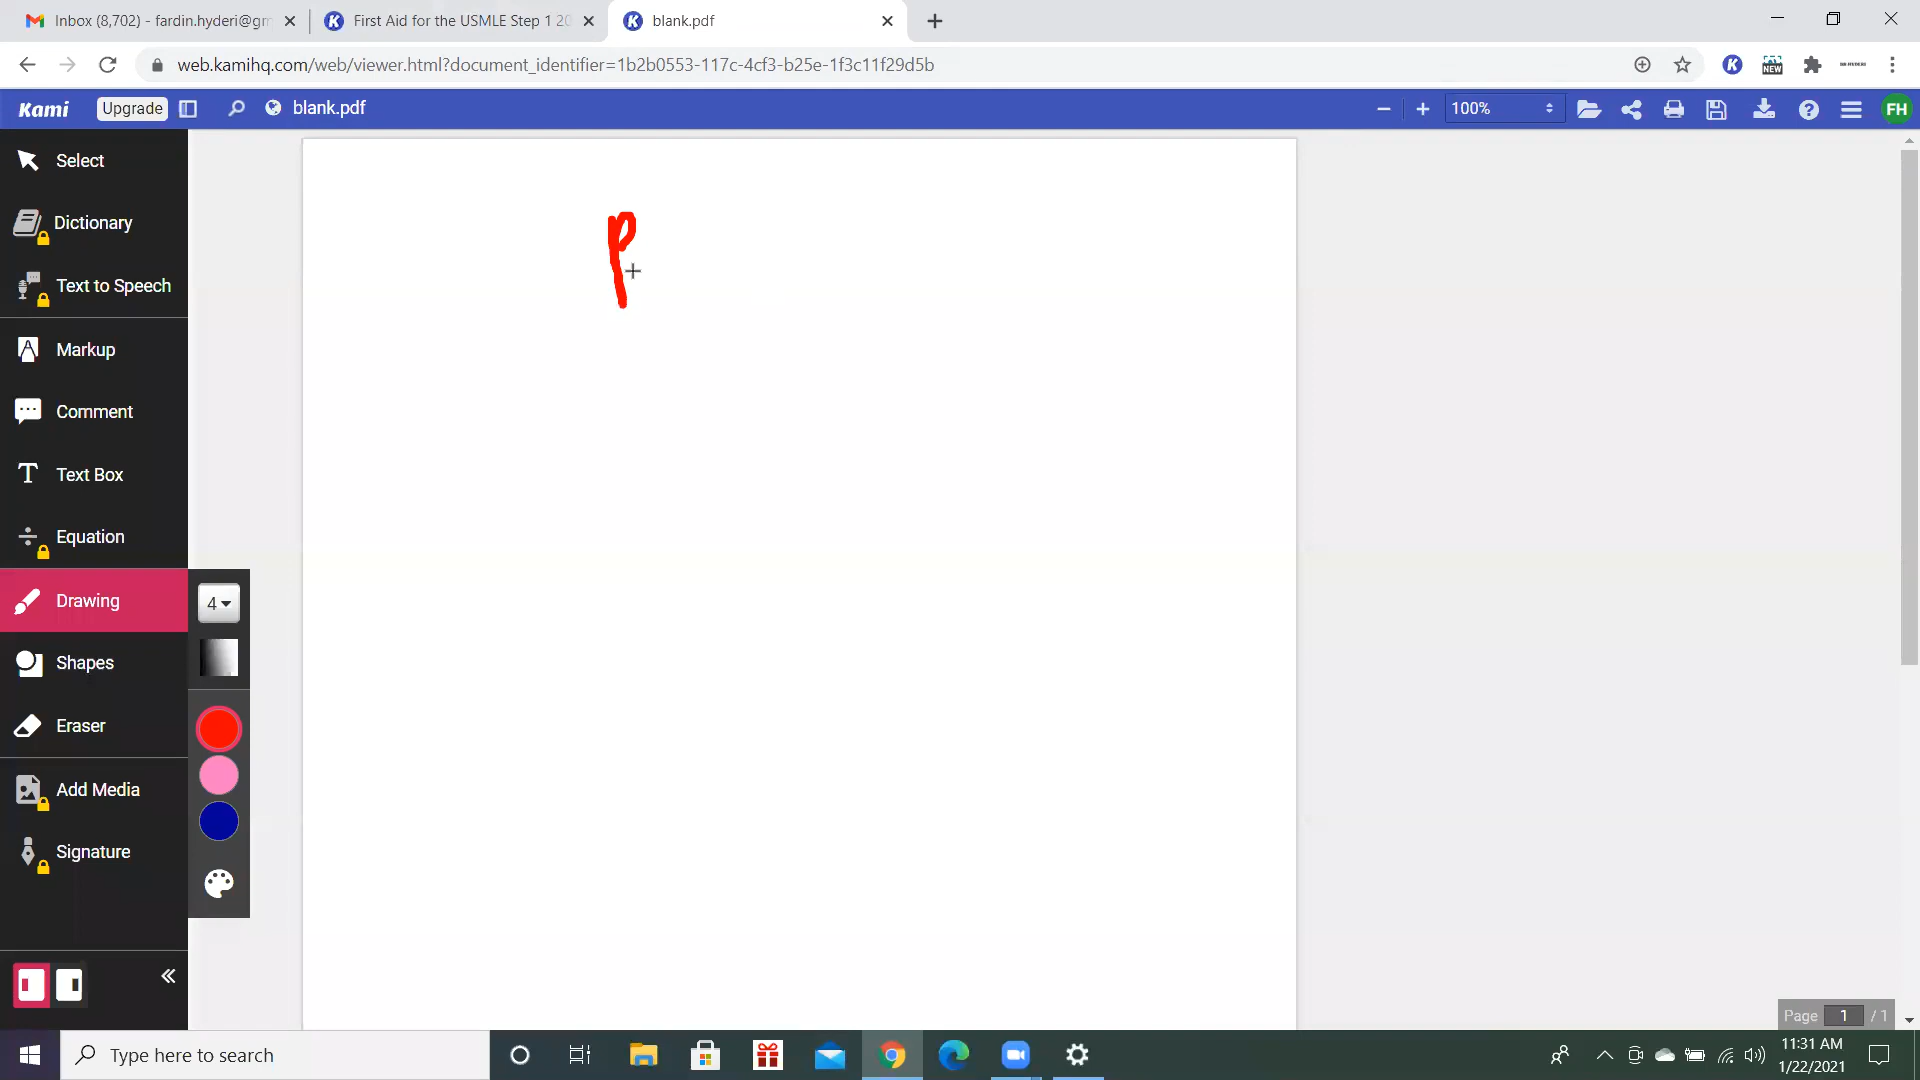 Inbox (8,702) - fardin.hyderi@gm
First Aid for the USMLE Step 1 20
blank.pdf
web.kamihq.com/web/viewer.html?document_identifier=1b2b0553-117c-4cf3-b25e-1f3c11f29d5b
NEW
Kami
Upgrade
blank.pdf
100%
FH
Select
Dictionary
Text to Speech
Markup
Comment
Text Box
Equation
Drawing
4
Shapes
Eraser
Add Media
Signature
P
Page 1 / 1
Type here to search
11:31 AM
1/22/2021